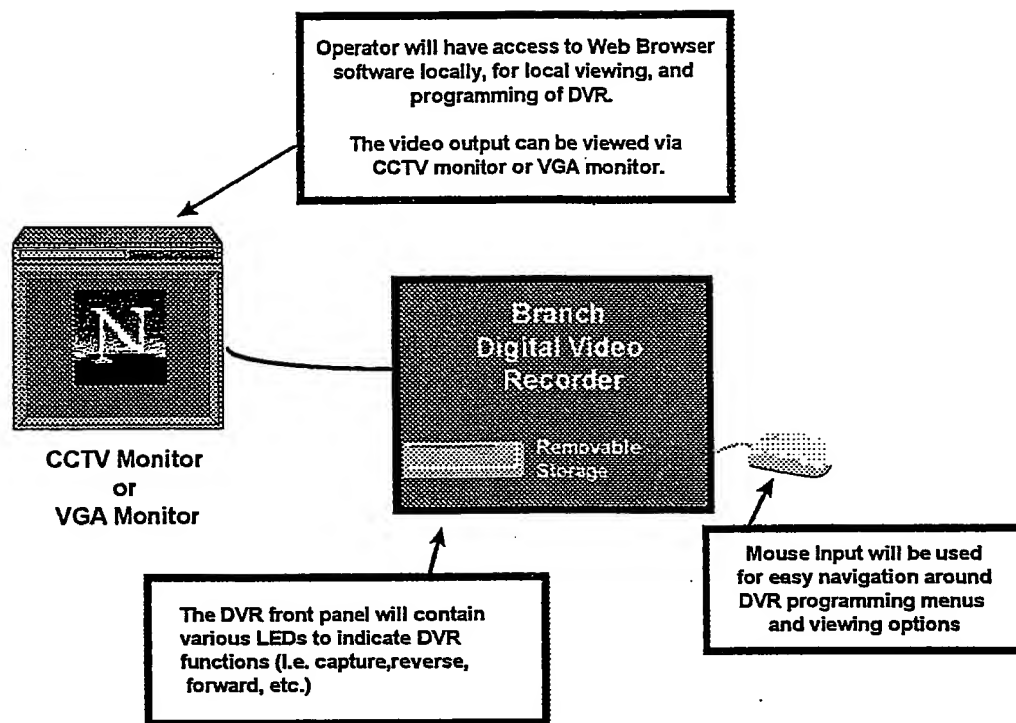 Operator will have access to Web Browser
software locally, for local viewing, and
programming of DVR.
The video output can be viewed via
CCTV monitor or VGA monitor.
N
Branch
Digital Video
Recorder
Removable
Storage
CCTV Monitor
or
VGA Monitor
Mouse Input will be used
for easy navigation around
DVR programming menus
and viewing options
The DVR front panel will contain
various LEDs to indicate DVR
functions (I.e. capture,reverse,
forward, etc.)